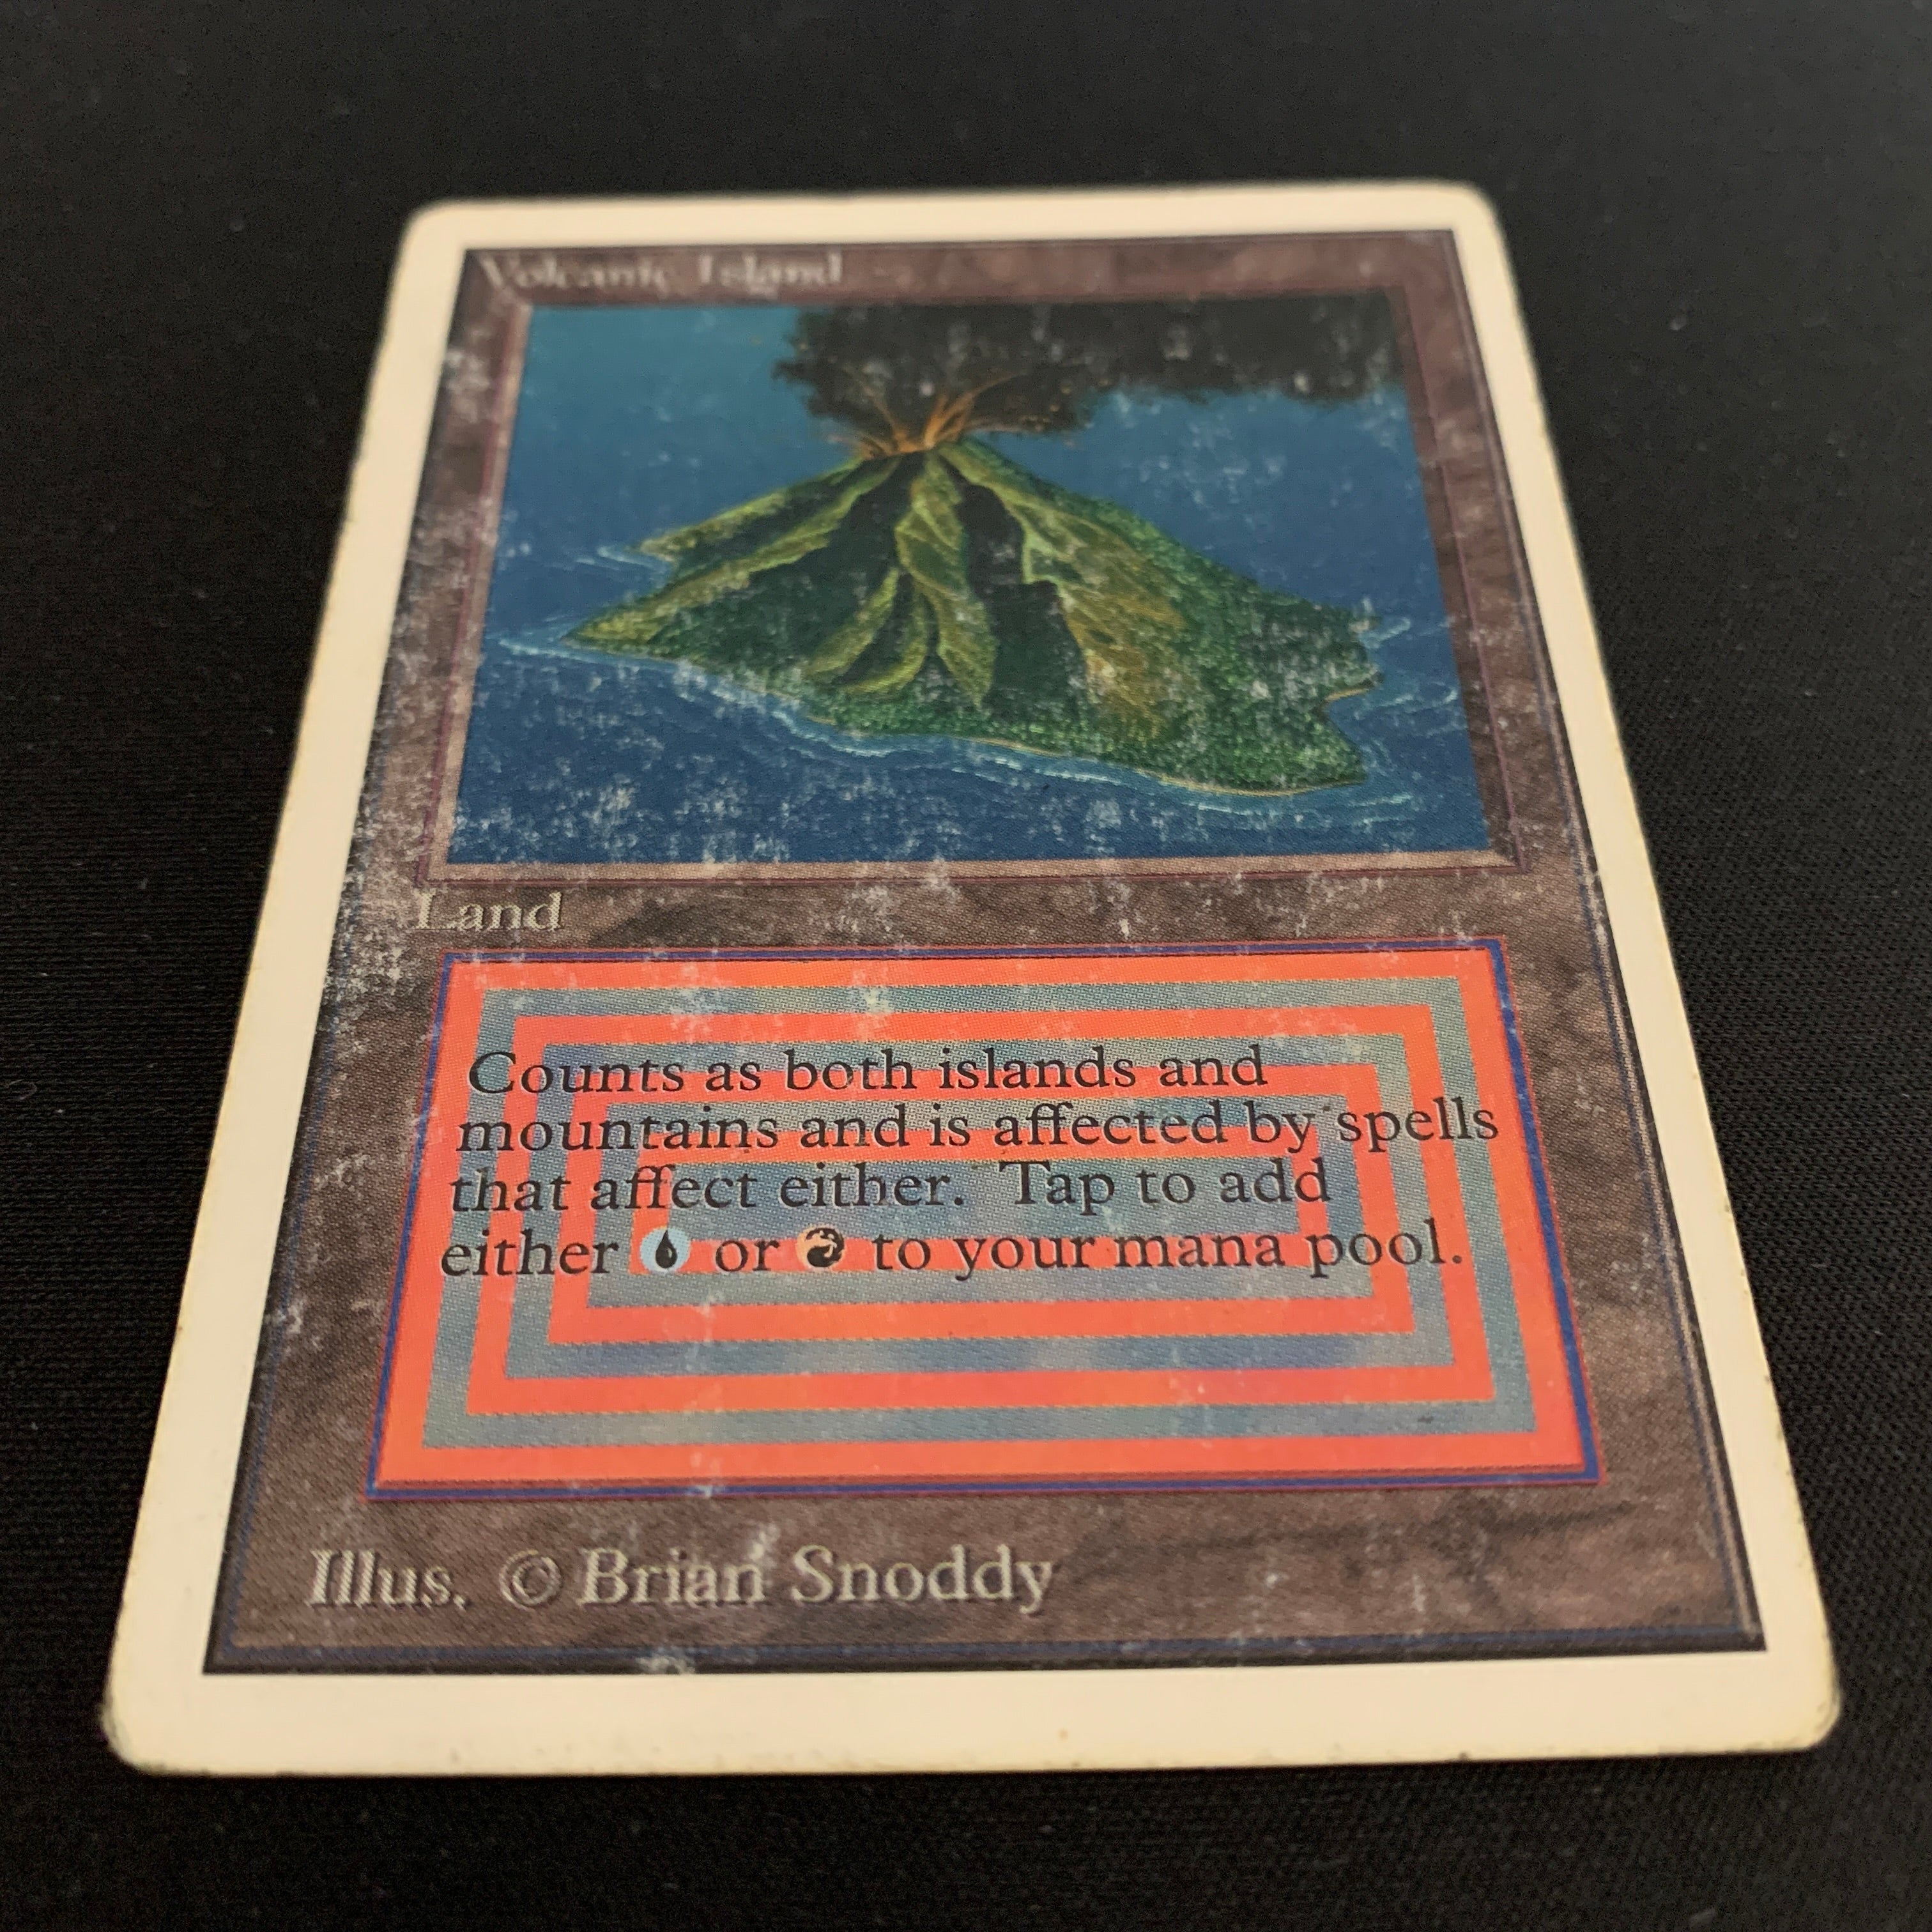 Volcanic Island
Land
Counts as both islands and
mountains and is affected by spells
that affect either. Tap to add
either or to your mana pool.
Illus. © Brian Snoddy